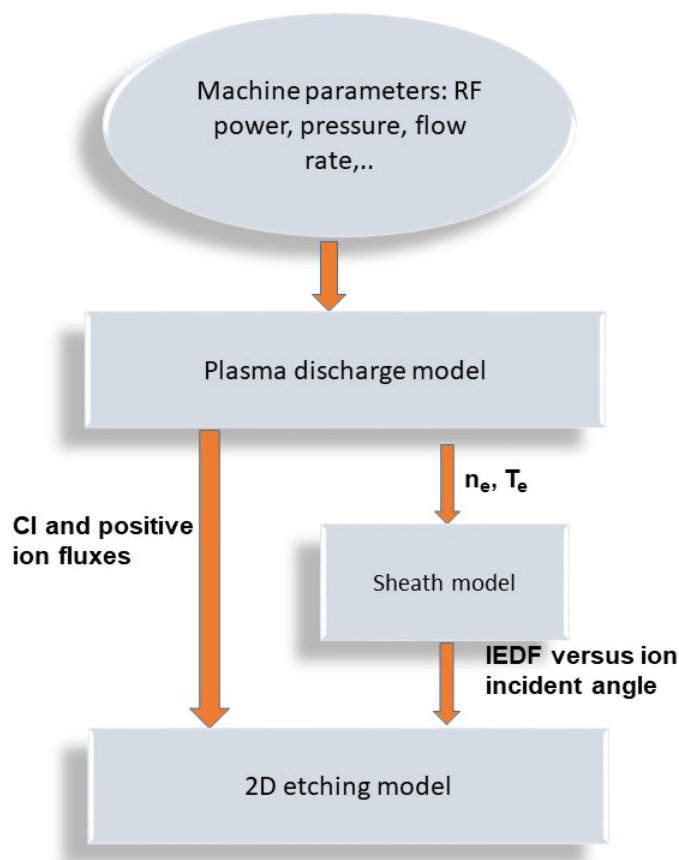 Machine parameters: RF
power, pressure, flow
rate,..
Plasma discharge model
Cl and positive
ion fluxes
nₑ, Tₑ
Sheath model
IEDF versus ion
incident angle
2D etching model